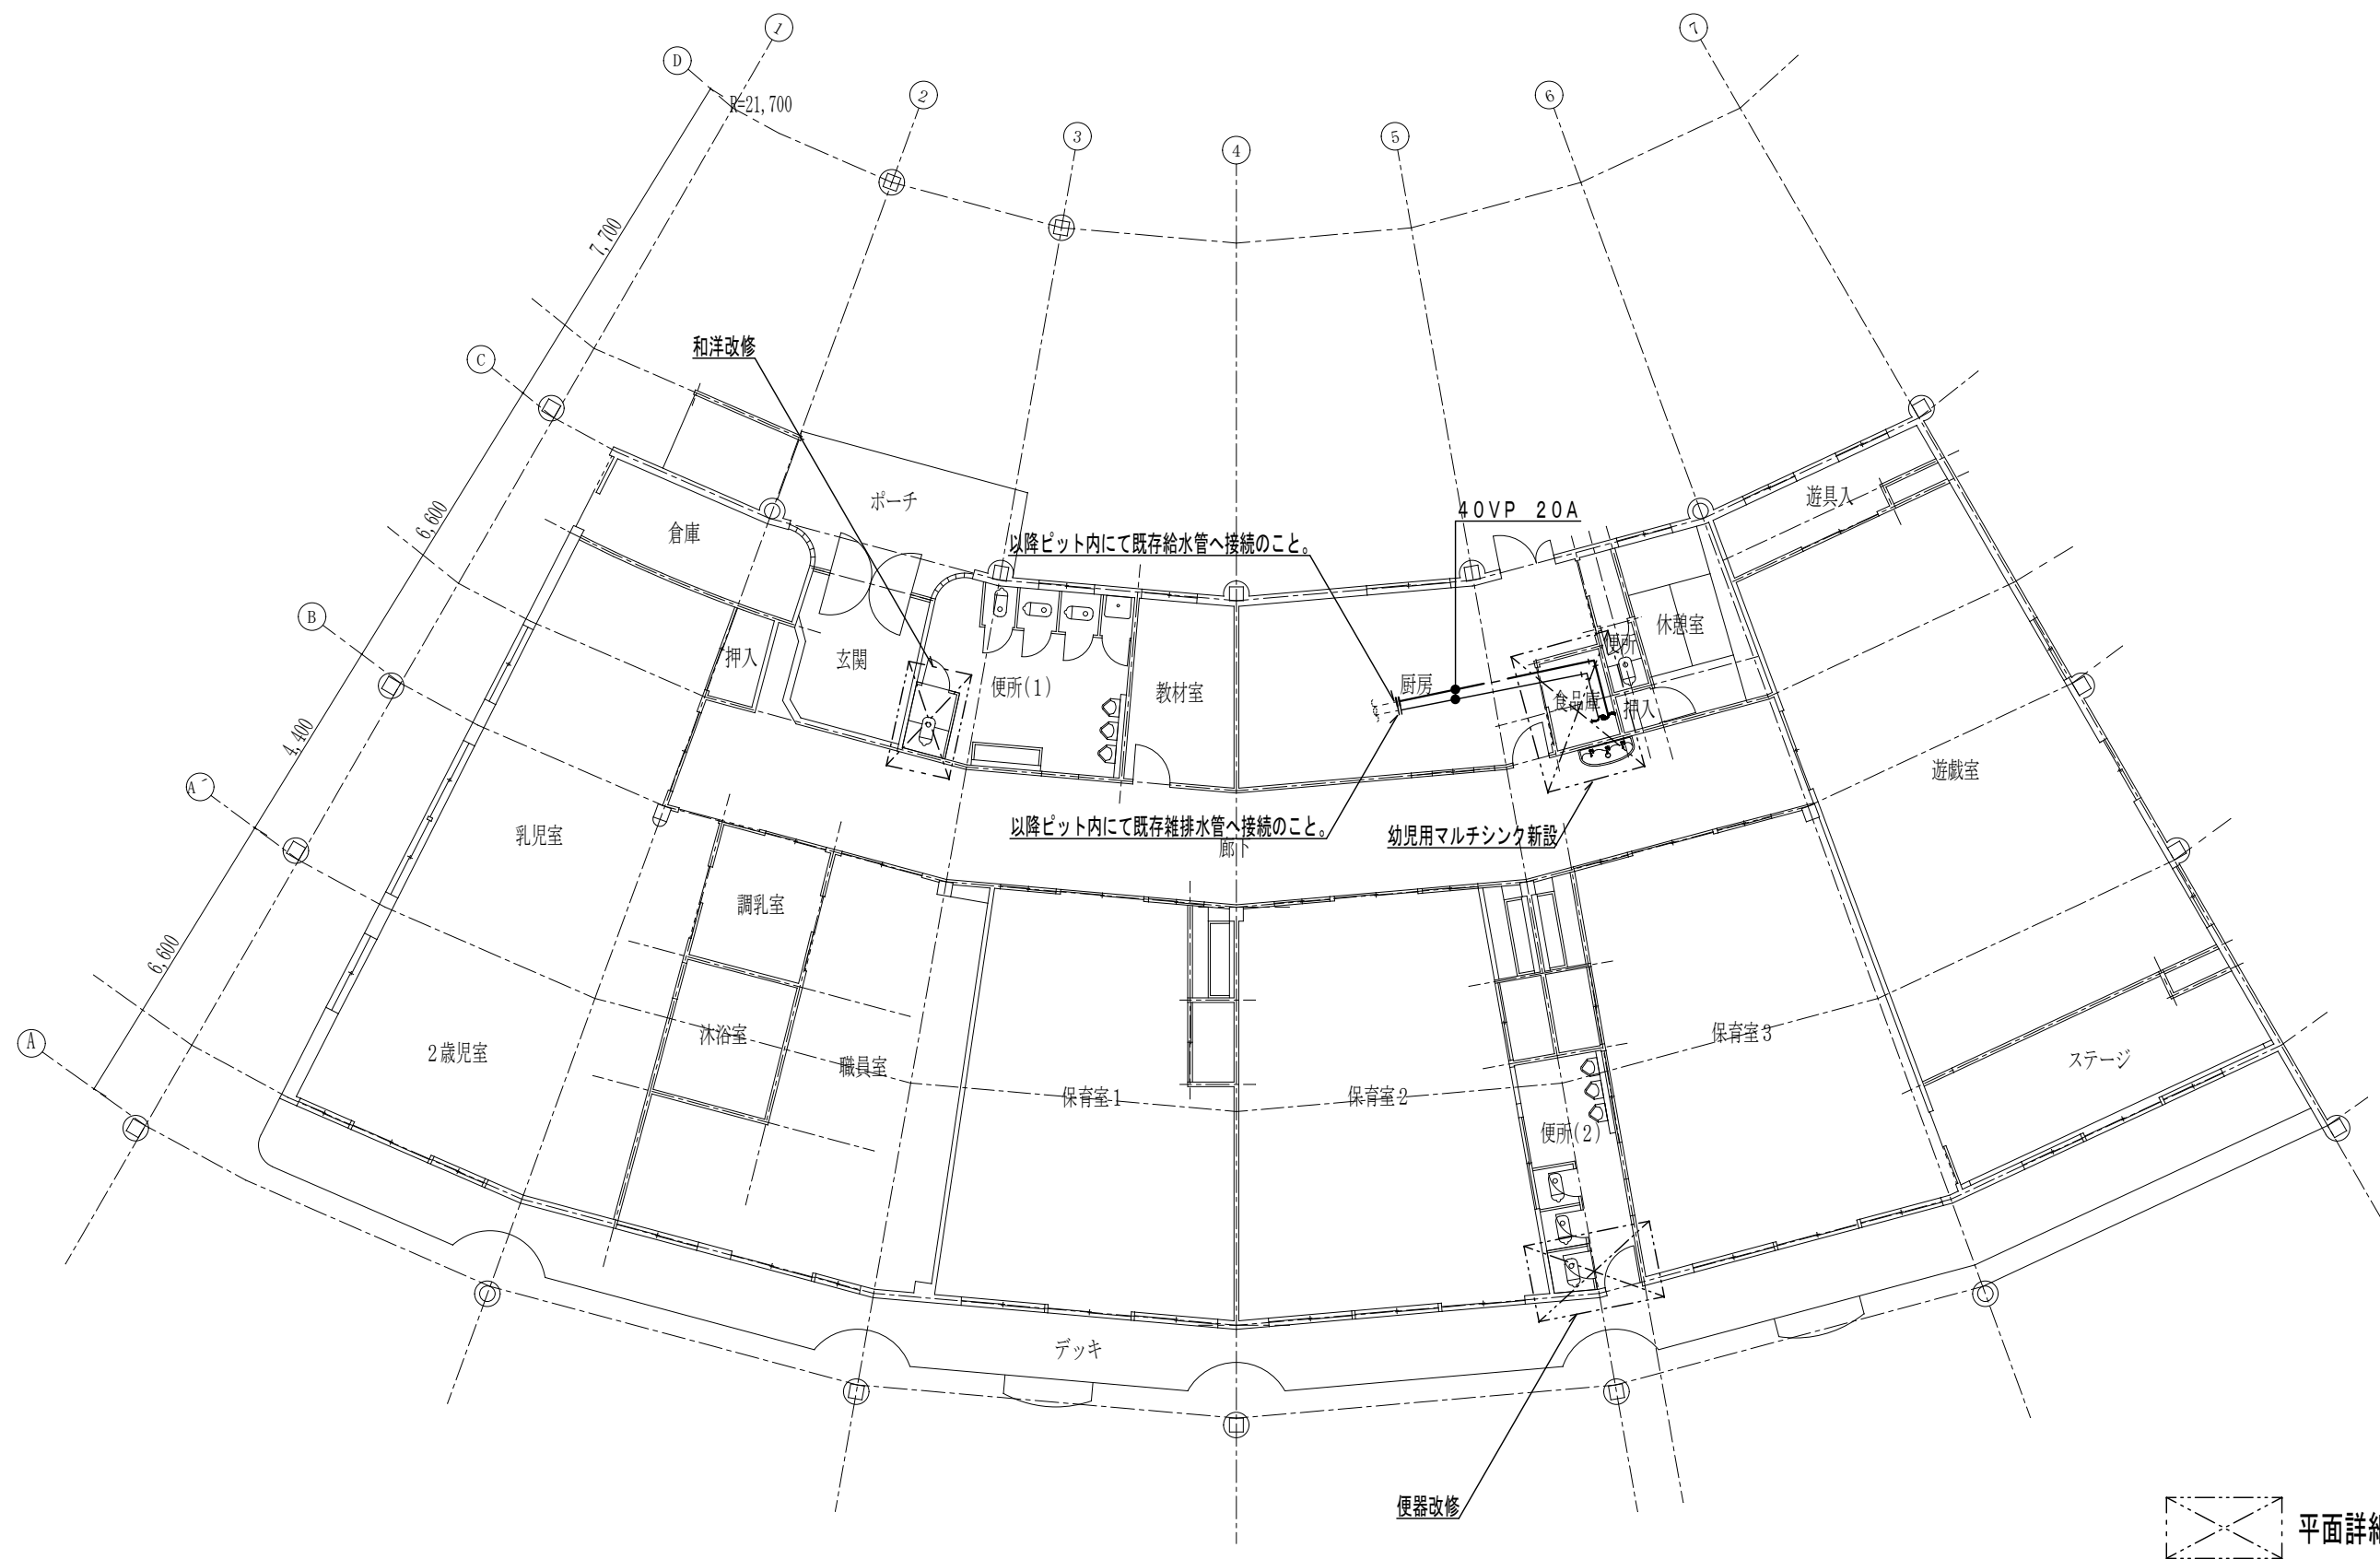 1
7
D
R=21,700
2
6
3
5
4
7,700
和洋改修
C
ポーチ
遊具入
40VP 20A
倉庫
6,600
以降ピット内にて既存給水管へ接続のこと。
B
休憩室
便所
押入
玄関
便所(1)
教材室
厨房
食品庫
押入
4,400
遊戯室
A´
乳児室
以降ピット内にて既存雑排水管へ接続のこと。
幼児用マルチシンク新設
廊下
調乳室
6,600
A
沐浴室
保育室3
2歳児室
職員室
ステージ
保育室1
保育室2
便所(2)
デッキ
便器改修
平面詳細